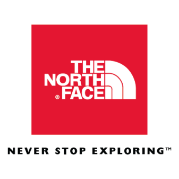 THE
NORTH
® FACE
NEVER STOP EXPLORING™